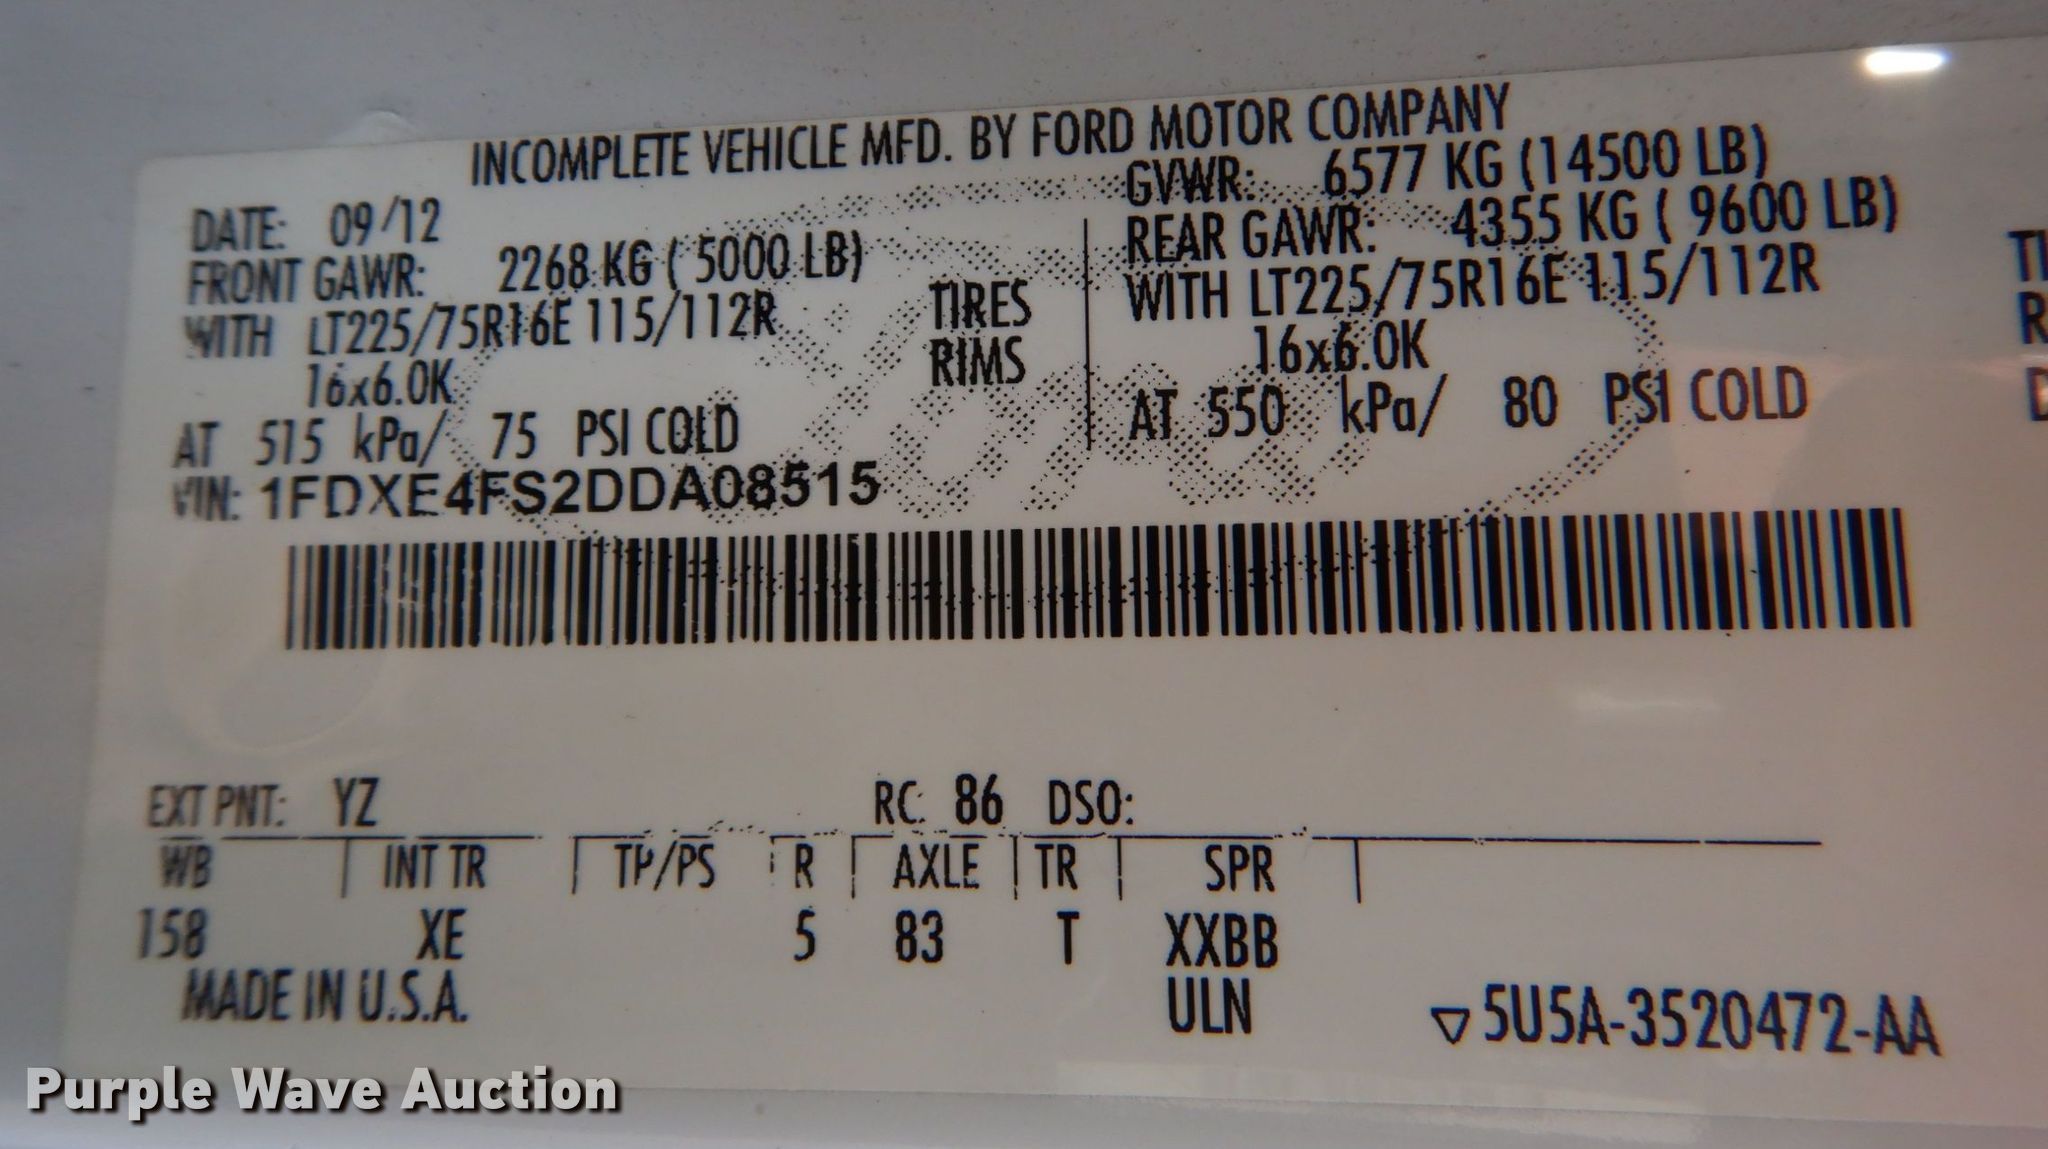 INCOMPLETE VEHICLE MFD. BY FORD MOTOR COMPANY
DATE: 09/12
GVWR: 6577 KG (14500 LB)
FRONT GAWR: 2268 KG ( 5000 LB)
REAR GAWR: 4355 KG ( 9600 LB)
WITH LT225/75R16E 115/112R
TIRES
WITH LT225/75R16E 115/112R
16x6.0K
RIMS
16x6.0K
AT 515 kPa/ 75 PSI COLD
AT 550 kPa/ 80 PSI COLD
VIN: 1FDXE4FS2DDA08515
EXT PNT: YZ RC: 86 DSO:
WB INT TR TP/PS R AXLE TR SPR
158 XE 5 83 T XXBB
MADE IN U.S.A. ULN
▽5U5A-3520472-AA
Ford
Purple Wave Auction